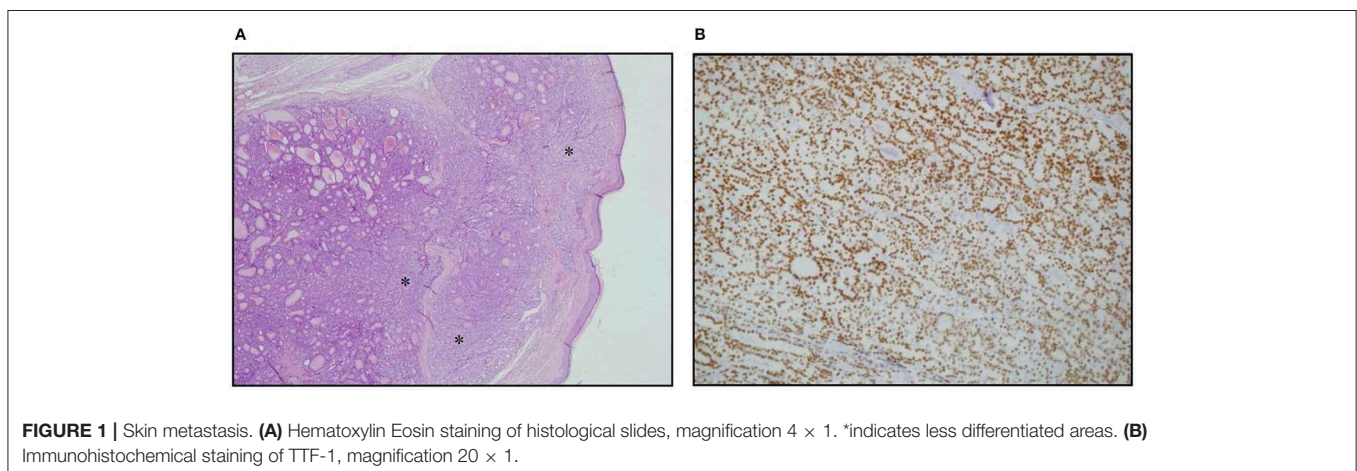 A
B
*
*
*
FIGURE 1 | Skin metastasis. (A) Hematoxylin Eosin staining of histological slides, magnification 4 × 1. *indicates less differentiated areas. (B)
Immunohistochemical staining of TTF-1, magnification 20 × 1.